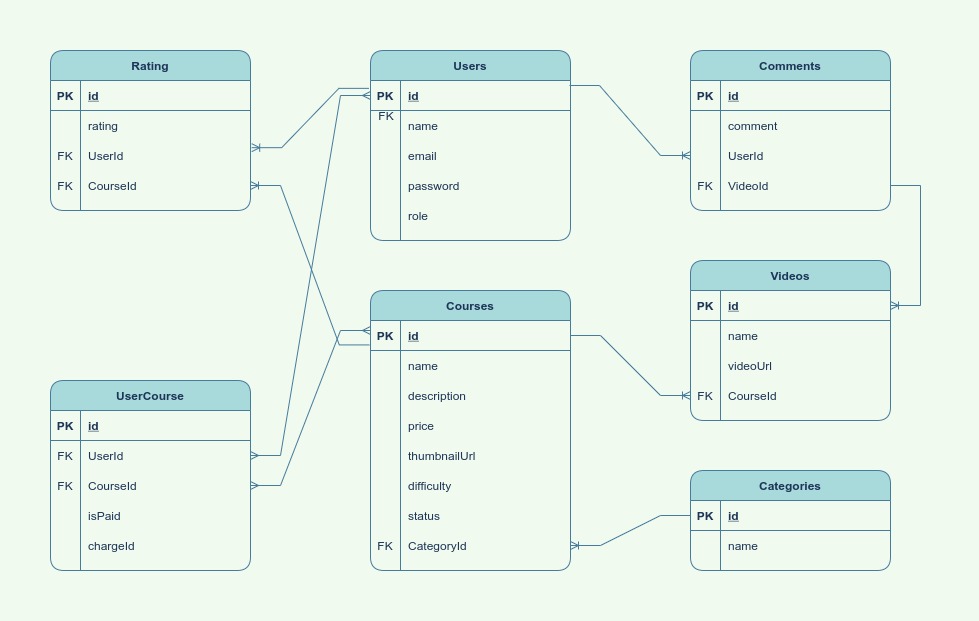 Rating
PK id
rating
FK UserId
FK CourseId
Users
PK id
FK
name
email
password
role
Comments
PK id
comment
UserId
FK VideoId
Videos
PK id
name
videoUrl
FK CourseId
Courses
PK id
name
description
price
thumbnailUrl
difficulty
status
FK CategoryId
UserCourse
PK id
FK UserId
FK CourseId
isPaid
chargeId
Categories
PK id
name